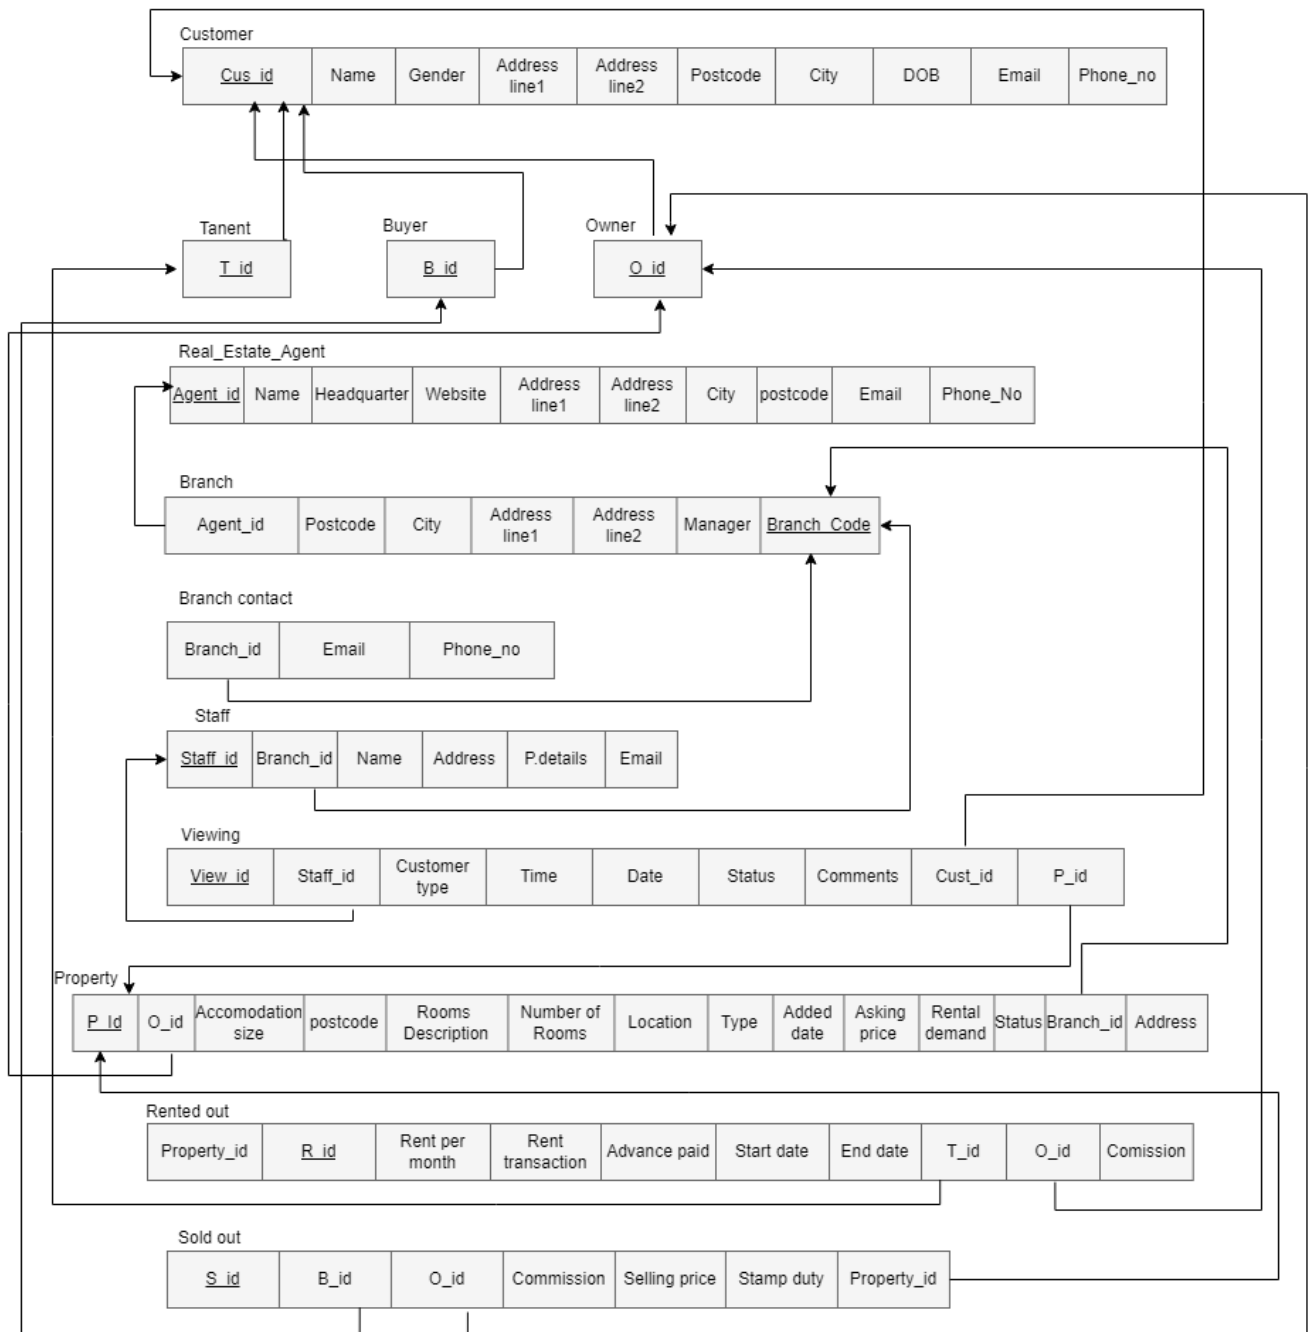 Customer
Cus_id Name Gender Address line1 Address line2 Postcode City DOB Email Phone_no
Tanent Buyer Owner
T_id B_id O_id
Real_Estate_Agent
Agent_id Name Headquarter Website Address line1 Address line2 City postcode Email Phone_No
Branch
Agent_id Postcode City Address line1 Address line2 Manager Branch_Code
Branch contact
Branch_id Email Phone_no
Staff
Staff_id Branch_id Name Address P.details Email
Viewing
View_id Staff_id Customer type Time Date Status Comments Cust_id P_id
Property
P_Id O_id Accomodation size postcode Rooms Description Number of Rooms Location Type Added date Asking price Rental demand Status Branch_id Address
Rented out
Property_id R_id Rent per month Rent transaction Advance paid Start date End date T_id O_id Comission
Sold out
S_id B_id O_id Commission Selling price Stamp duty Property_id